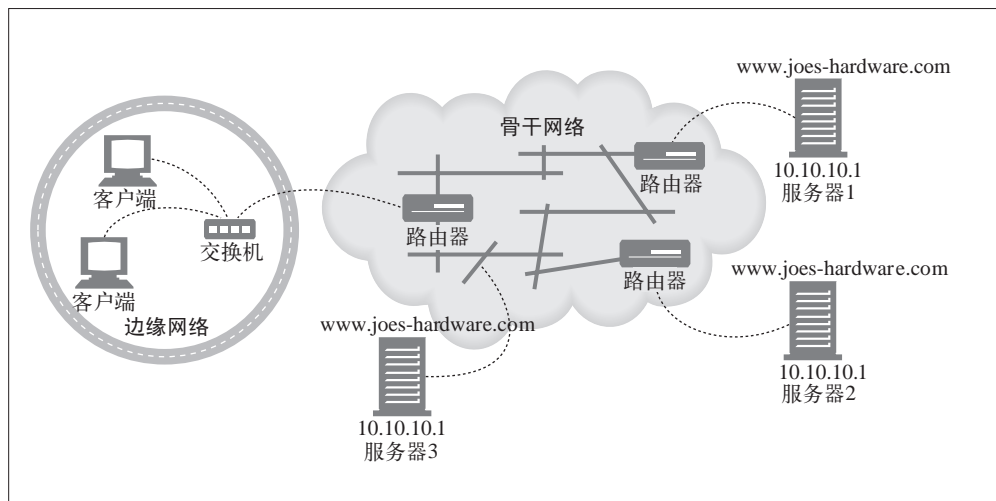 www.joes-hardware.com
骨干网络
10.10.10.1
服务器1
路由器
客户端
路由器
交换机
客户端
边缘网络
路由器
www.joes-hardware.com
10.10.10.1
服务器2
www.joes-hardware.com
10.10.10.1
服务器3